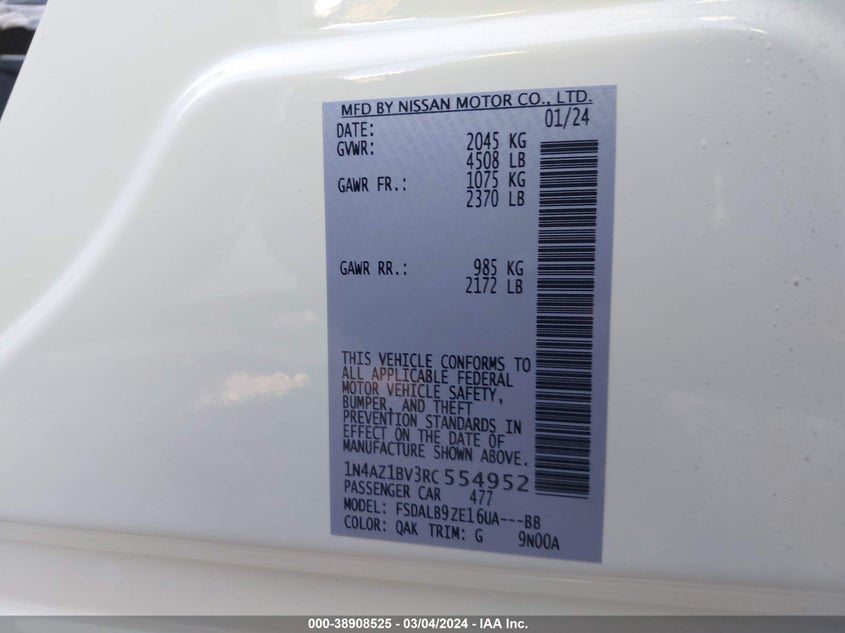 MFD BY NISSAN MOTOR CO., LTD.
DATE: 01/24
GVWR: 2045 KG
4508 LB
GAWR FR.: 1075 KG
2370 LB
GAWR RR.: 985 KG
2172 LB
THIS VEHICLE CONFORMS TO
ALL APPLICABLE FEDERAL
MOTOR VEHICLE SAFETY,
BUMPER, AND THEFT
PREVENTION STANDARDS IN
EFFECT ON THE DATE OF
MANUFACTURE SHOWN ABOVE.
1N4AZ1BV3RC554952
PASSENGER CAR 477
MODEL: FSDALB9ZE16UA---BB
COLOR: QAK TRIM: G 9N00A
000-38908525 - 03/04/2024 - IAA Inc.